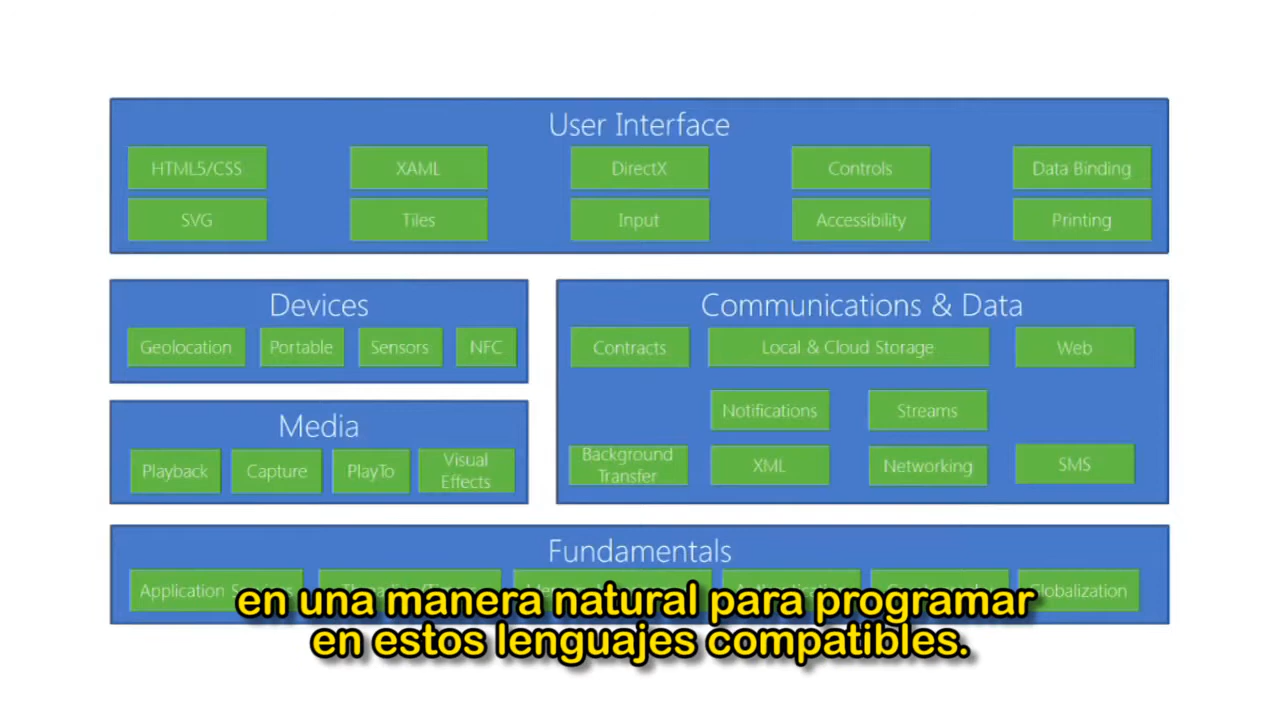 User Interface
HTML5/CSS XAML DirectX Controls Data Binding
SVG Tiles Input Accessibility Printing
Devices
Geolocation Portable Sensors NFC
Media
Playback Capture PlayTo Visual
Effects
Communications & Data
Contracts Local & Cloud Storage Web
Notifications Streams
Background
Transfer XML Networking SMS
Fundamentals
Application Globalization
en una manera natural para programar
en estos lenguajes compatibles.